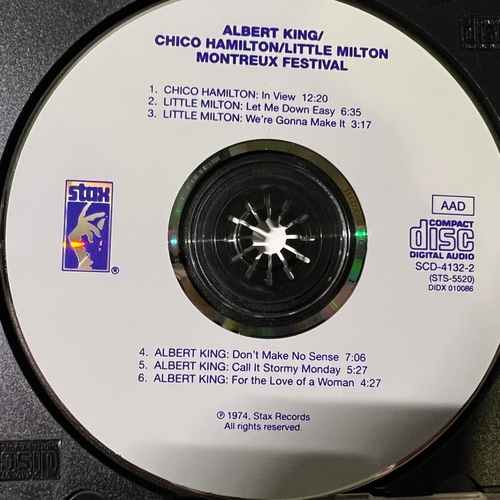 ALBERT KING/
CHICO HAMILTON/LITTLE MILTON
MONTREUX FESTIVAL
1. CHICO HAMILTON: In View 12:20
2. LITTLE MILTON: Let Me Down Easy 6:35
3. LITTLE MILTON: We're Gonna Make It 3:17
stax
®
AAD
COMPACT
disc
DIGITAL AUDIO
SCD-4132-2
(STS-5520)
DIDX 010086
4. ALBERT KING: Don't Make No Sense 7:06
5. ALBERT KING: Call It Stormy Monday 5:27
6. ALBERT KING: For the Love of a Woman 4:27
℗ 1974, Stax Records
All rights reserved.